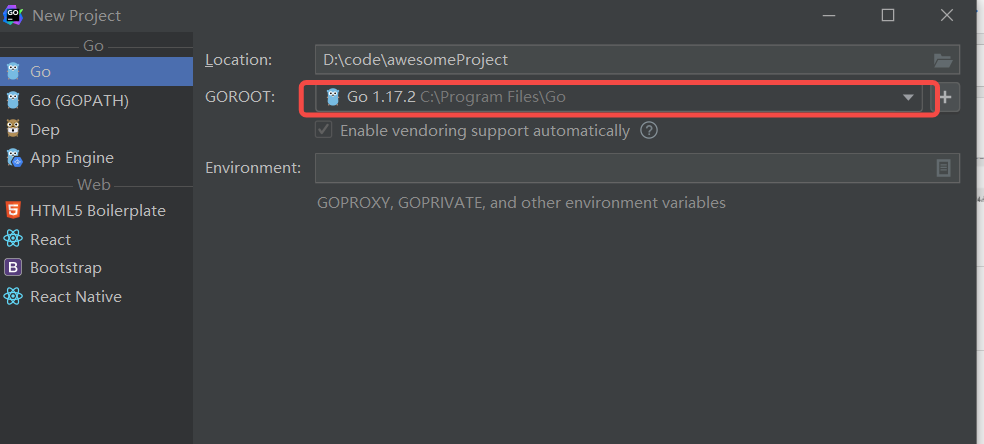 New Project
Go
Go
Go (GOPATH)
Dep
App Engine
Web
HTML5 Boilerplate
React
Bootstrap
React Native
Location: D:\code\awesomeProject
GOROOT: Go 1.17.2 C:\Program Files\Go
Enable vendoring support automatically
Environment:
GOPROXY, GOPRIVATE, and other environment variables